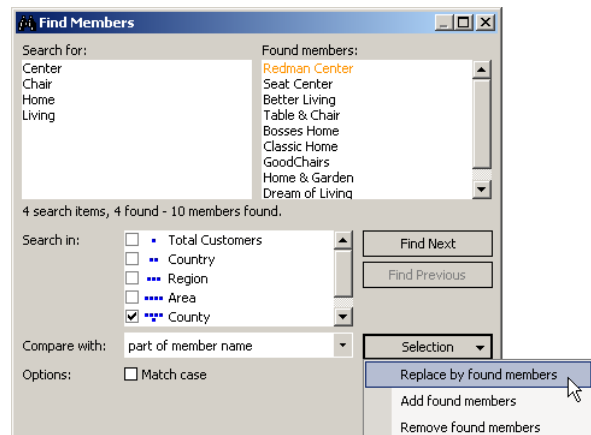 Find Members
Search for:
Found members:
Center
Chair
Home
Living
Redman Center
Seat Center
Better Living
Table & Chair
Bosses Home
Classic Home
GoodChairs
Home & Garden
Dream of Living
4 search items, 4 found - 10 members found.
Search in:
Total Customers
Country
Region
Area
County
Find Next
Find Previous
Compare with:
part of member name
Selection
Options:
Match case
Replace by found members
Add found members
Remove found members